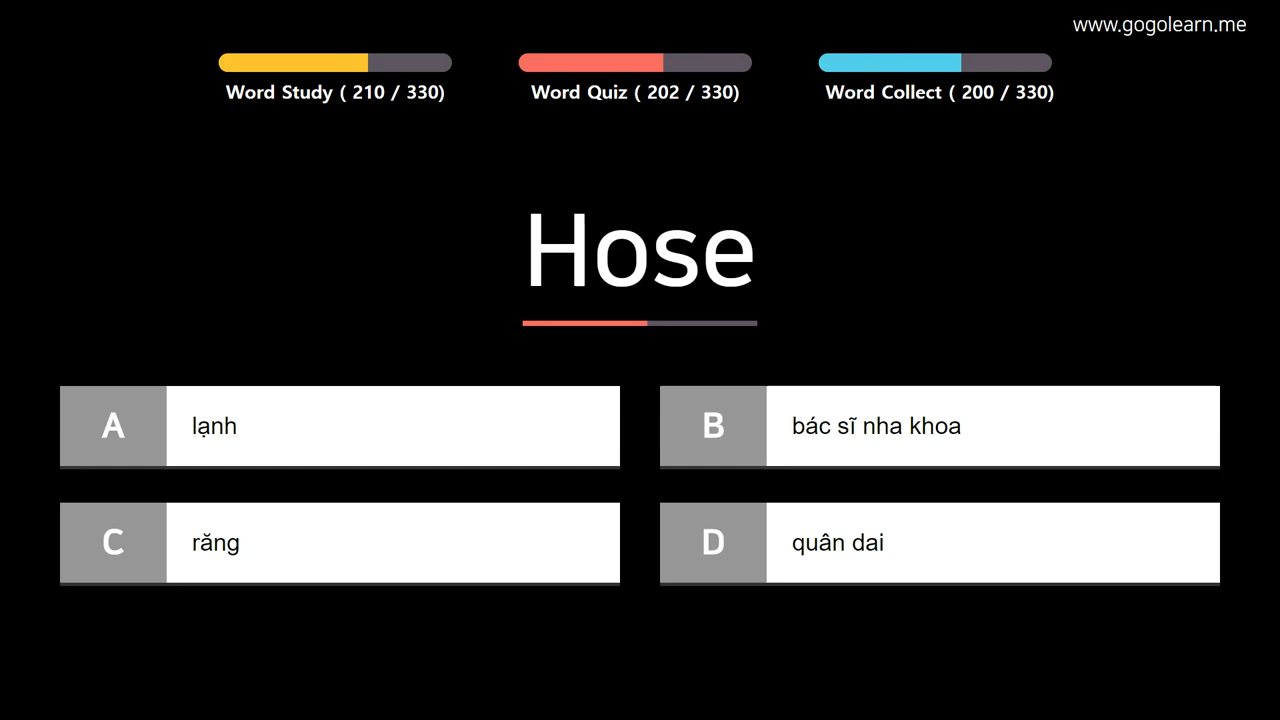 www.gogolearn.me
Word Study ( 210 / 330)
Word Quiz ( 202 / 330)
Word Collect ( 200 / 330)
Hose
A lạnh
B bác sĩ nha khoa
C răng
D quân dai